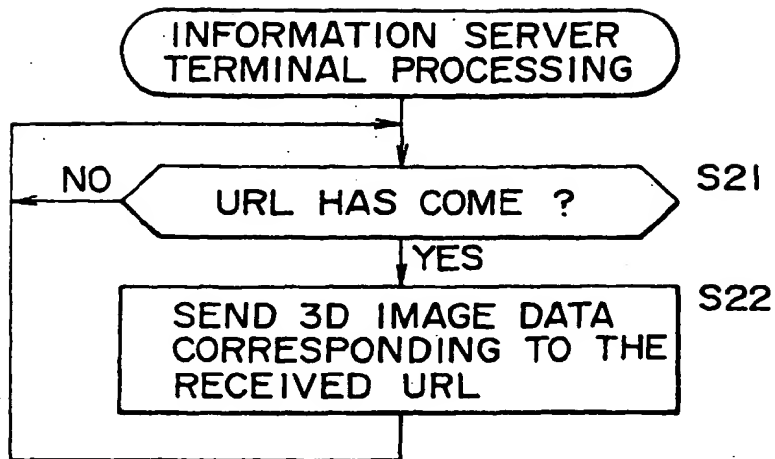 INFORMATION SERVER
TERMINAL PROCESSING
NO
URL HAS COME ?
S21
YES
S22
SEND 3D IMAGE DATA
CORRESPONDING TO THE
RECEIVED URL